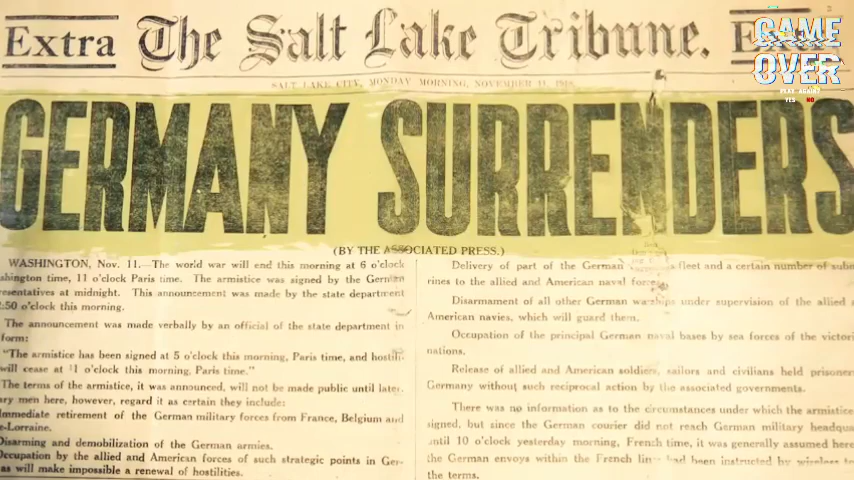 Extra The Salt Lake Tribune.
SALT LAKE CITY, MONDAY MORNING, NOVEMBER 11, 1918.
GERMANY SURRENDERS
(BY THE ASSOCIATED PRESS.)
WASHINGTON, Nov. 11.—The world war will end this morning at 6 o'clock
shington time, 11 o'clock Paris time. The armistice was signed by the German
resentatives at midnight. This announcement was made by the state department
:50 o'clock this morning.
The announcement was made verbally by an official of the state department in
form:
"The armistice has been signed at 5 o'clock this morning, Paris time, and hostili-
will cease at 11 o'clock this morning, Paris time."
The terms of the armistice, it was announced, will not be made public until later.
ary men here, however, regard it as certain they include:
Immediate retirement of the German military forces from France, Belgium and
e-Lorraine.
Disarming and demobilization of the German armies.
Occupation by the allied and American forces of such strategic points in Ger-
as will make impossible a renewal of hostilities.
Delivery of part of the German fleet and a certain number of subm
rines to the allied and American naval forces.
Disarmament of all other German warships under supervision of the allied a
American navies, which will guard them.
Occupation of the principal German naval bases by sea forces of the victori
nations.
Release of allied and American soldiers, sailors and civilians held prisoners
Germany without such reciprocal action by the associated governments.
There was no information as to the circumstances under which the armistice
signed, but since the German courier did not reach German military headqua
until 10 o'clock yesterday morning, French time, it was generally assumed here
the German envoys within the French lines had been instructed by wireless to
the terms.
GAME
OVER
PLAY AGAIN?
YES NO